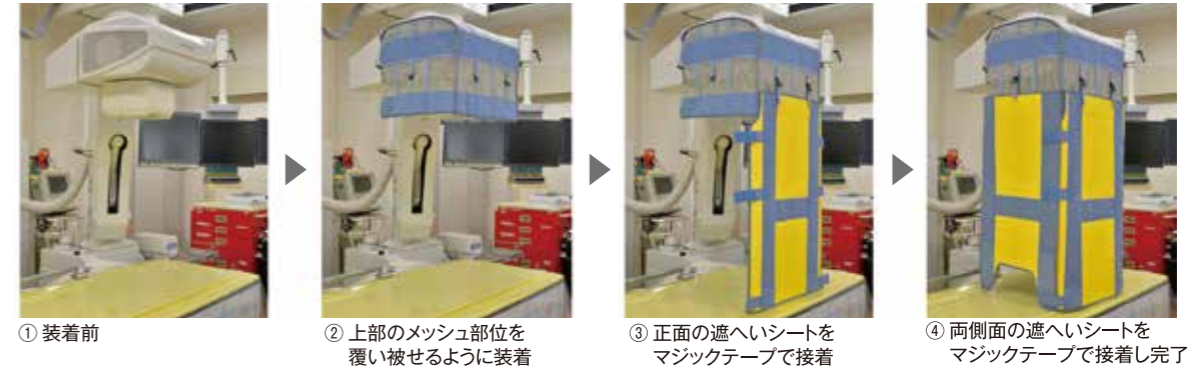 ① 装着前
② 上部のメッシュ部位を
覆い被せるように装着
③ 正面の遮へいシートを
マジックテープで接着
④ 両側面の遮へいシートを
マジックテープで接着し完了